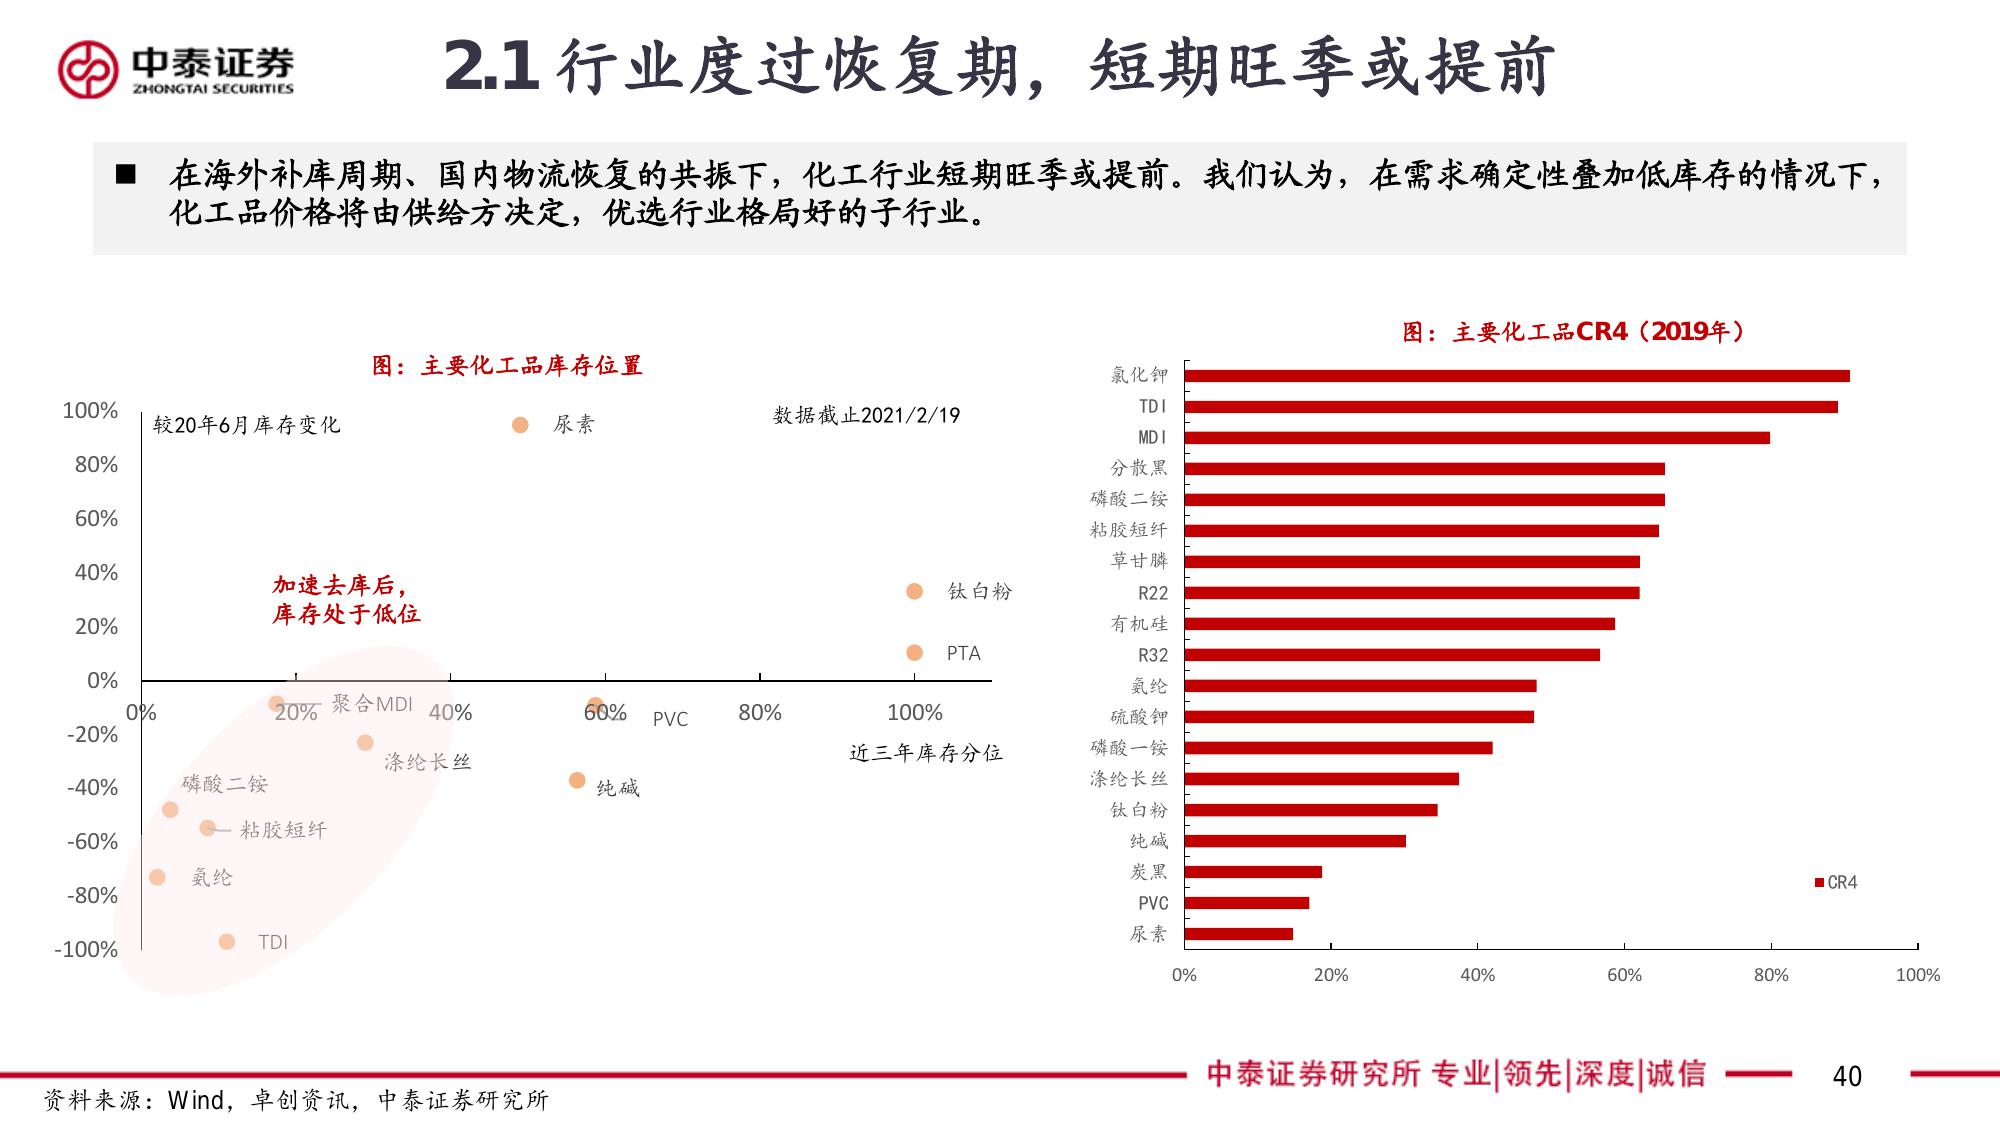 中泰证券
ZHONGTAI SECURITIES
2.1 行业度过恢复期，短期旺季或提前
■ 在海外补库周期、国内物流恢复的共振下，化工行业短期旺季或提前。我们认为，在需求确定性叠加低库存的情况下，
化工品价格将由供给方决定，优选行业格局好的子行业。
图：主要化工品库存位置
100%
80%
60%
40%
20%
0%
-20%
-40%
-60%
-80%
-100%
较20年6月库存变化
尿素
数据截止2021/2/19
加速去库后，
库存处于低位
钛白粉
PTA
聚合MDI
0%
20%
40%
60%
80%
100%
PVC
近三年库存分位
涤纶长丝
磷酸二铵
纯碱
粘胶短纤
氨纶
TDI
图：主要化工品CR4（2019年）
氯化钾
TDI
MDI
分散黑
磷酸二铵
粘胶短纤
草甘膦
R22
有机硅
R32
氨纶
硫酸钾
磷酸一铵
涤纶长丝
钛白粉
纯碱
炭黑
PVC
尿素
CR4
0%
20%
40%
60%
80%
100%
中泰证券研究所 专业|领先|深度|诚信
40
资料来源：Wind，卓创资讯，中泰证券研究所